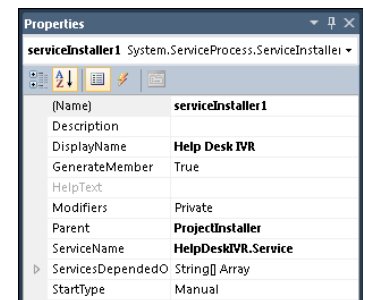 Properties
serviceInstaller1 System.ServiceProcess.ServiceInstaller
(Name) serviceInstaller1
Description
DisplayName Help Desk IVR
GenerateMember True
HelpText
Modifiers Private
Parent ProjectInstaller
ServiceName HelpDeskIVR.Service
ServicesDependedO String[] Array
StartType Manual